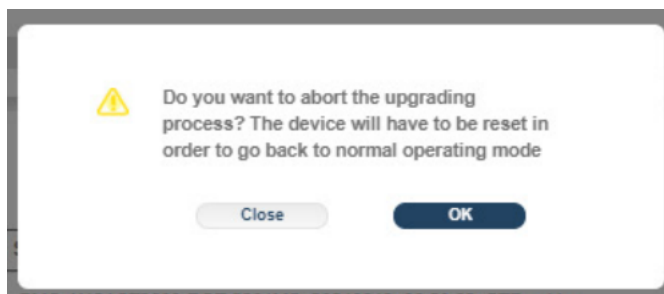 Do you want to abort the upgrading
process? The device will have to be reset in
order to go back to normal operating mode
Close
OK